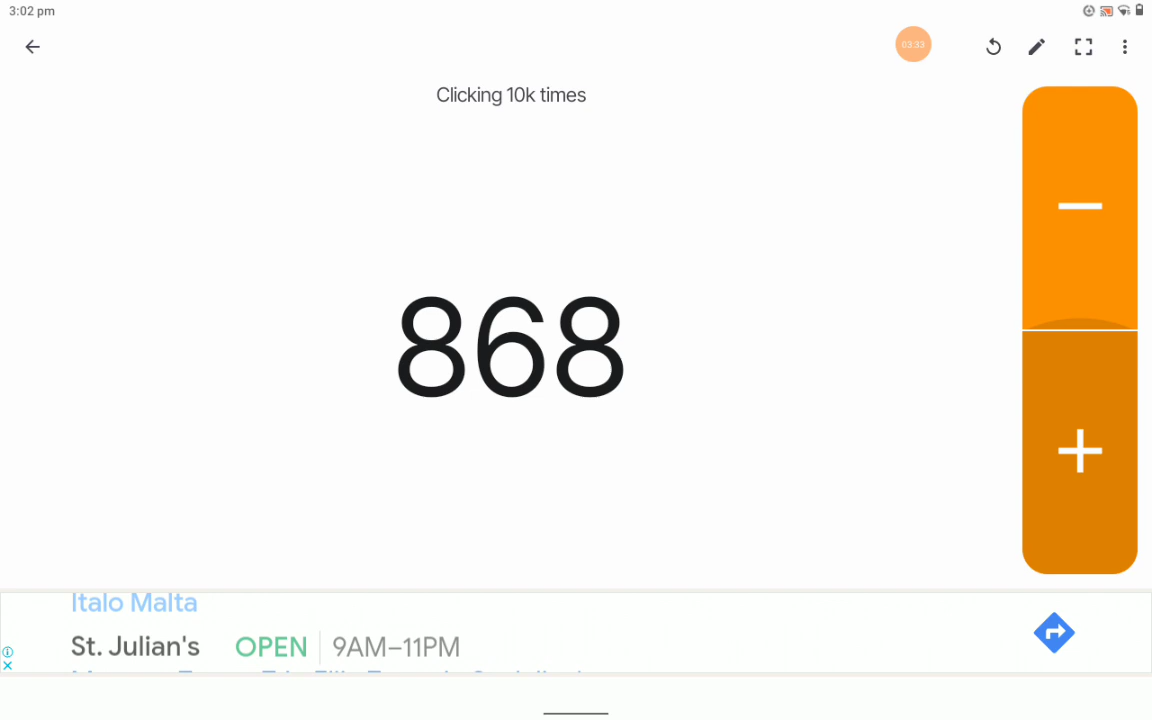 3:02 pm
03:33
Clicking 10k times
868
Italo Malta
St. Julian's OPEN 9AM–11PM